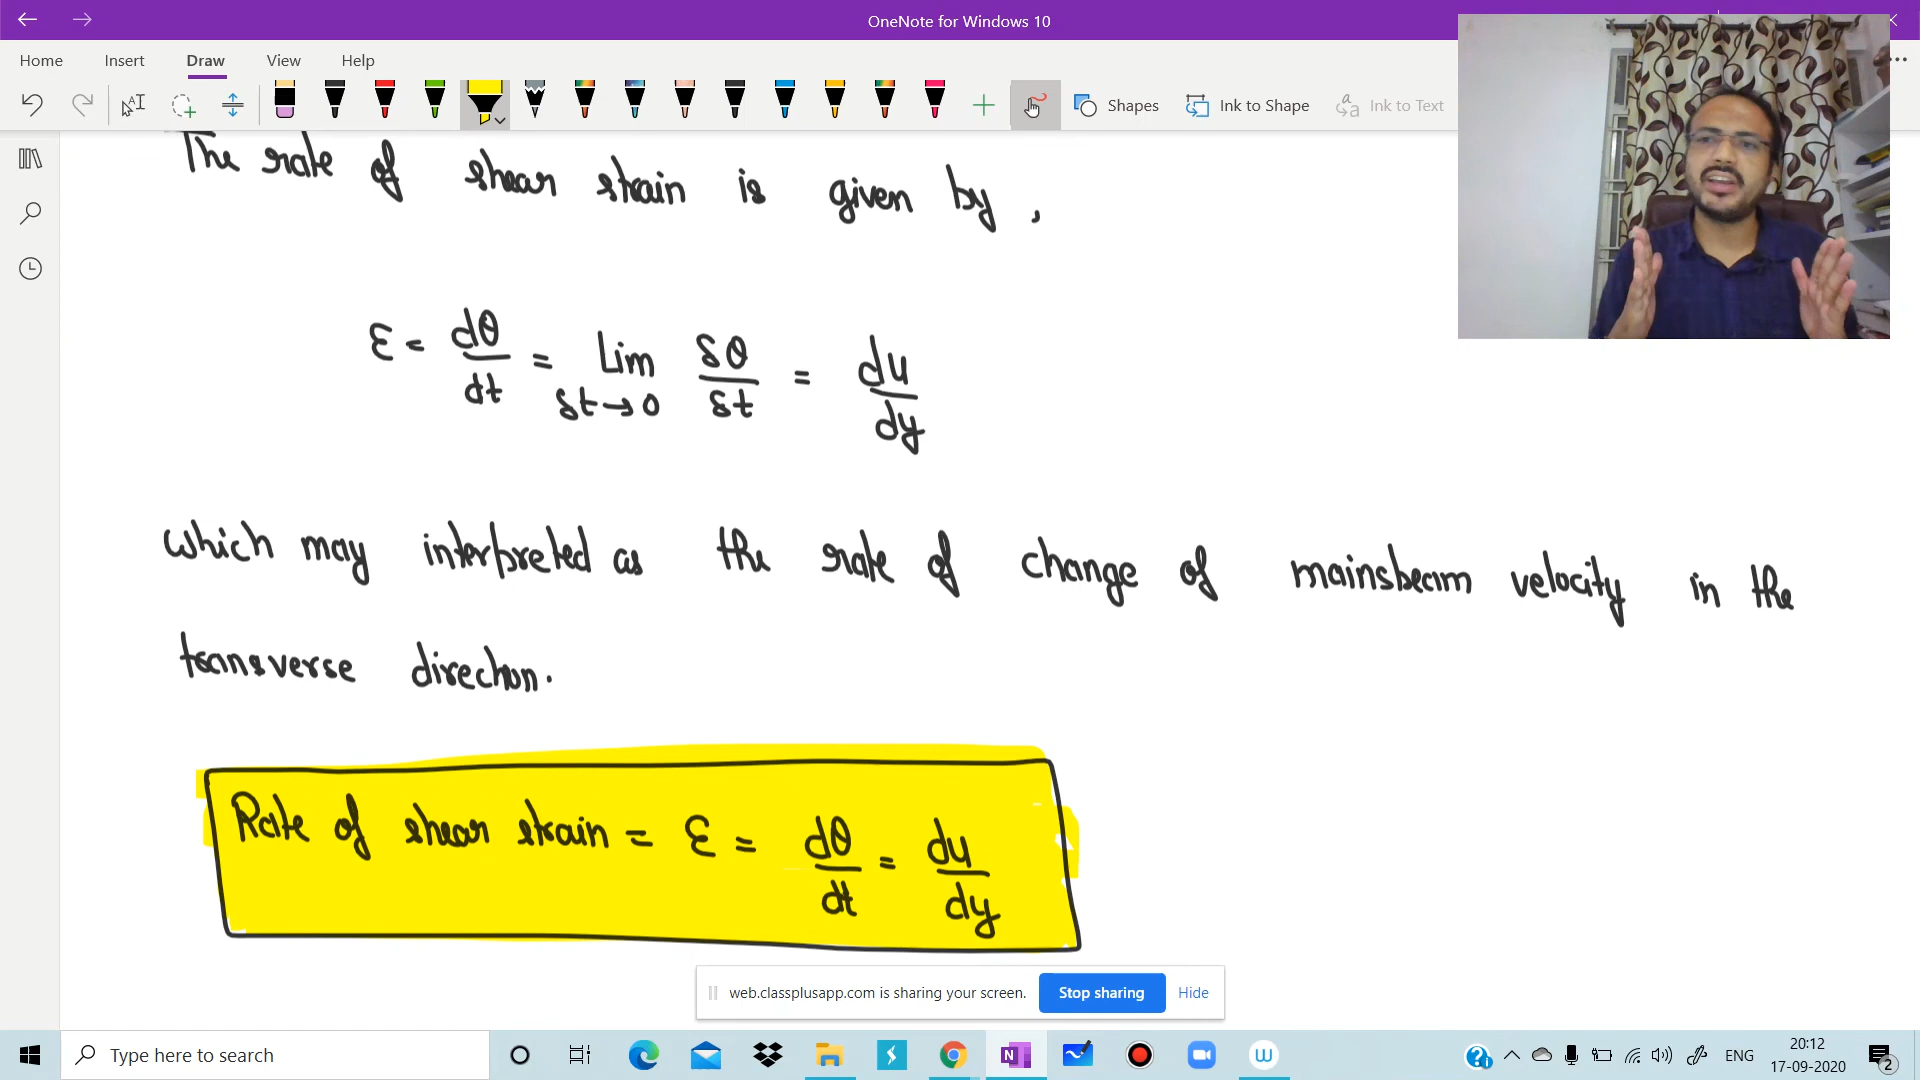 OneNote for Windows 10
Home Insert Draw View Help
Shapes Ink to Shape Ink to Text
The rate of shear strain is given by,
ε = dθ/dt = Lim δt→0 δθ/δt = du/dy
which may interpreted as the rate of change of mainsbeam velocity in the
transverse direction.
Rate of shear strain = ε = dθ/dt = du/dy
web.classplusapp.com is sharing your screen. Stop sharing Hide
Type here to search
ENG
20:12
17-09-2020
2